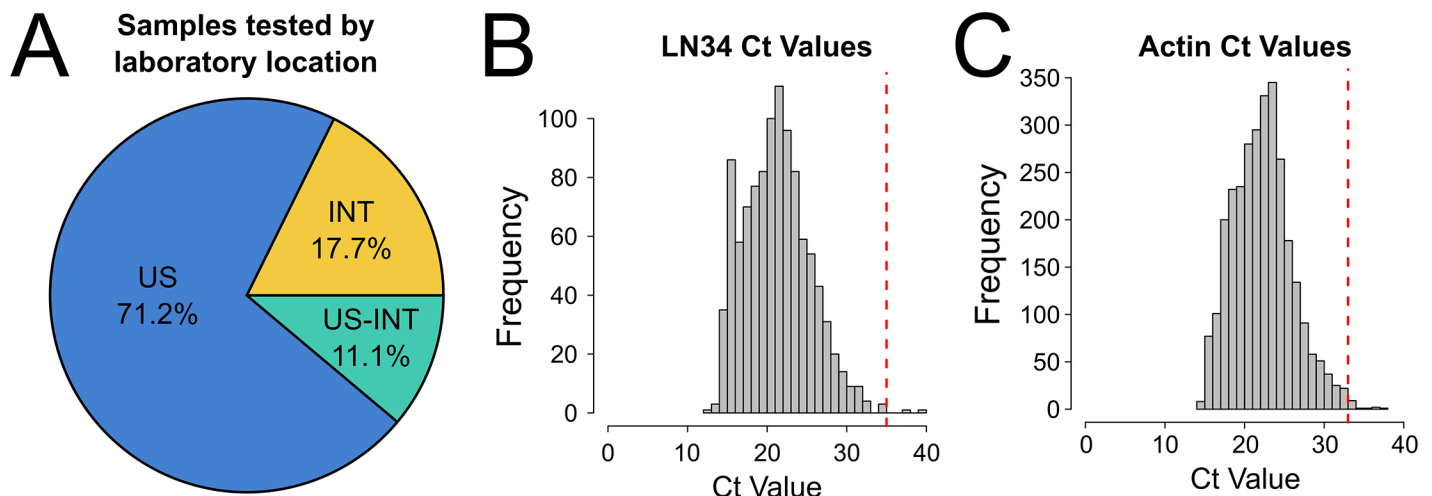 A
Samples tested by
laboratory location
US
71.2%
INT
17.7%
US-INT
11.1%
B
LN34 Ct Values
Frequency
100
80
60
40
20
0
0 10 20 30 40
Ct Value
C
Actin Ct Values
Frequency
350
300
250
200
150
100
50
0
0 10 20 30 40
Ct Value